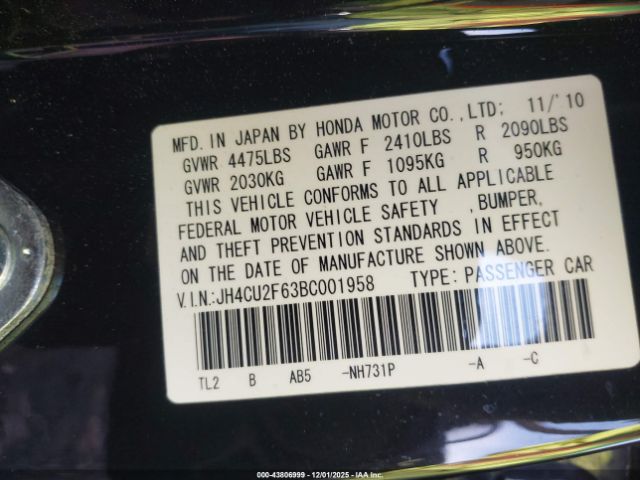 MFD. IN JAPAN BY HONDA MOTOR CO.,LTD; 11/'10
GVWR 4475LBS GAWR F 2410LBS R 2090LBS
GVWR 2030KG GAWR F 1095KG R 950KG
THIS VEHICLE CONFORMS TO ALL APPLICABLE
FEDERAL MOTOR VEHICLE SAFETY ,BUMPER,
AND THEFT PREVENTION STANDARDS IN EFFECT
ON THE DATE OF MANUFACTURE SHOWN ABOVE.
V.I.N.:JH4CU2F63BC001958 TYPE: PASSENGER CAR
TL2 B AB5 -NH731P -A -C
000-43806999 12/01/2025 IAA Inc.